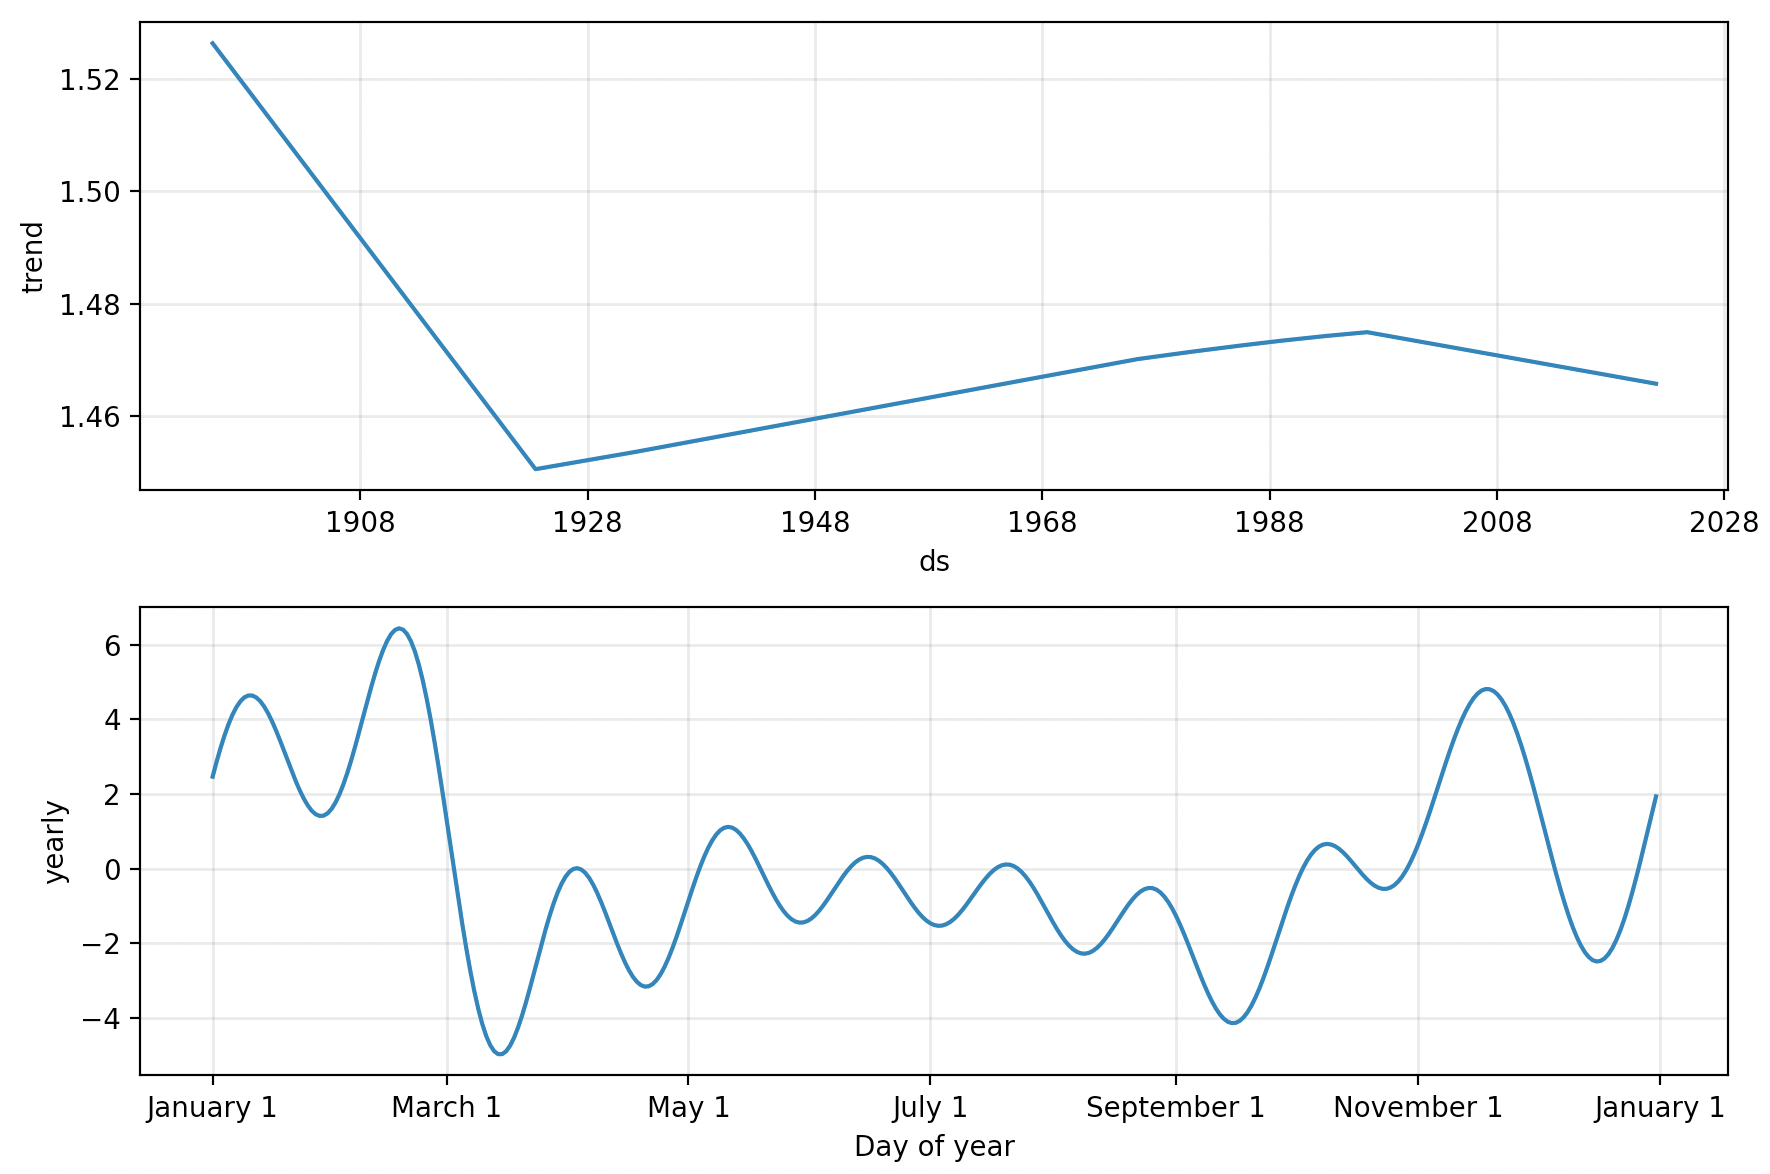 1.52
1.50
1.48
1.46
trend
1908 1928 1948 1968 1988 2008 2028
ds
6
4
2
0
−2
−4
yearly
January 1 March 1 May 1 July 1 September 1 November 1 January 1
Day of year